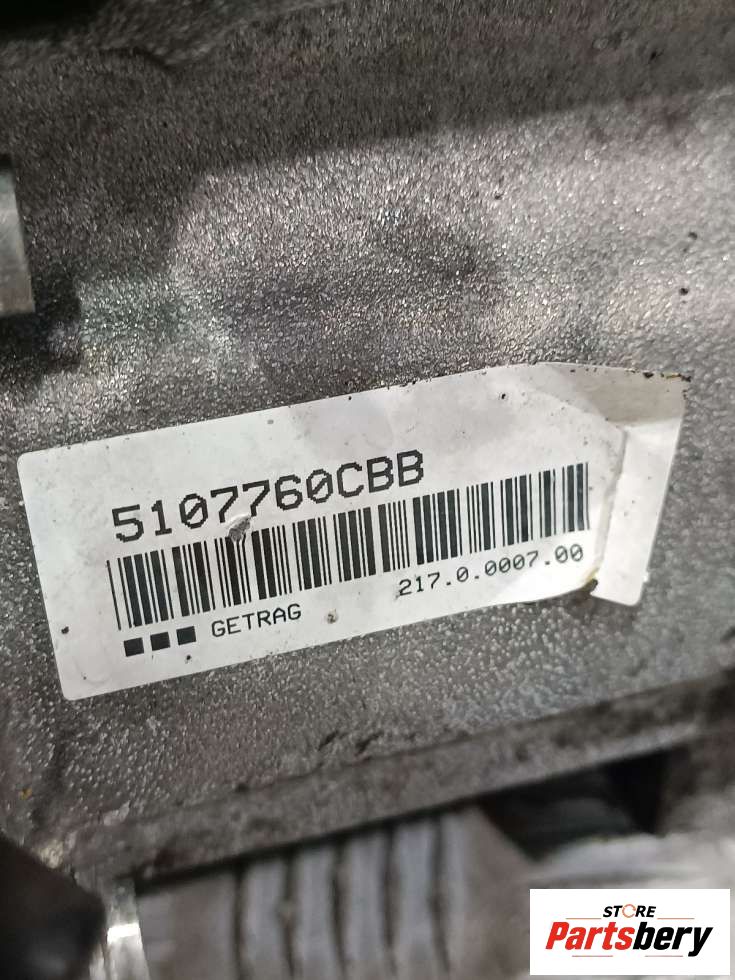 5107760CBB
217.0.0007.00
GETRAG
STORE
Partsbery